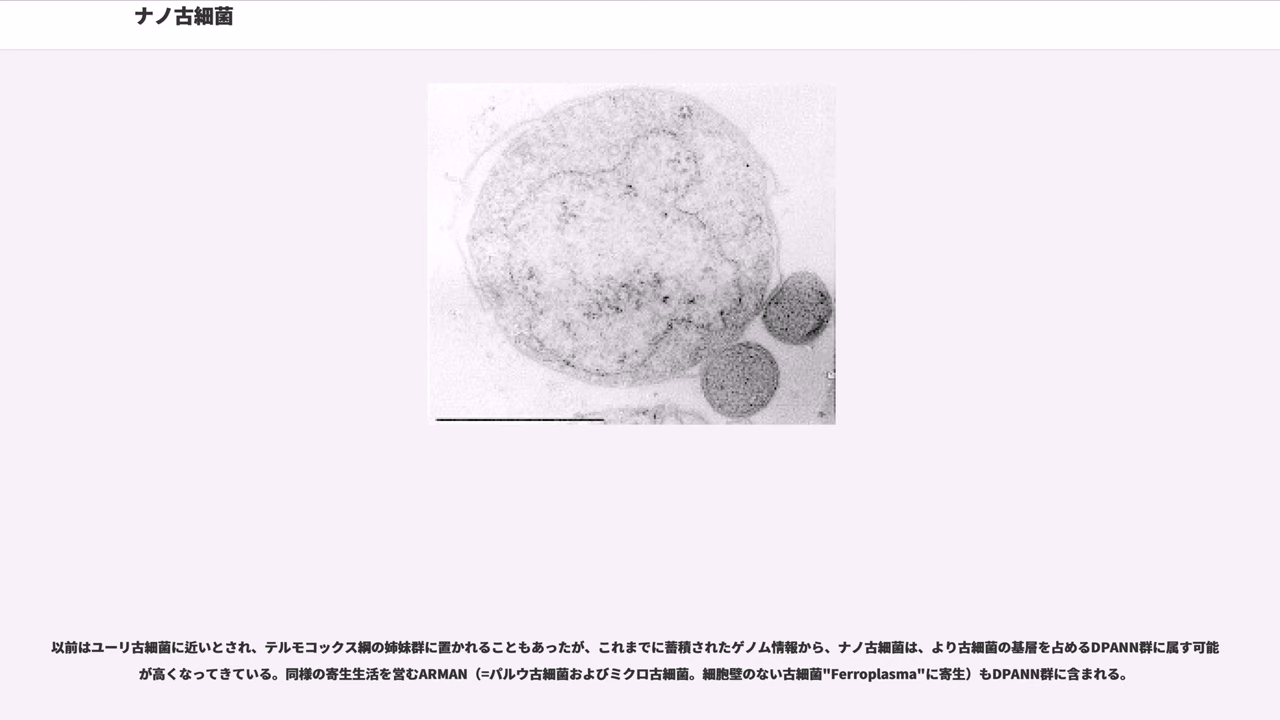 ナノ古細菌
以前はユーリ古細菌に近いとされ、テルモコックス綱の姉妹群に置かれることもあったが、これまでに蓄積されたゲノム情報から、ナノ古細菌は、より古細菌の基層を占めるDPANN群に属す可能
が高くなってきている。同様の寄生生活を営むARMAN（=パルウ古細菌およびミクロ古細菌。細胞壁のない古細菌"Ferroplasma"に寄生）もDPANN群に含まれる。